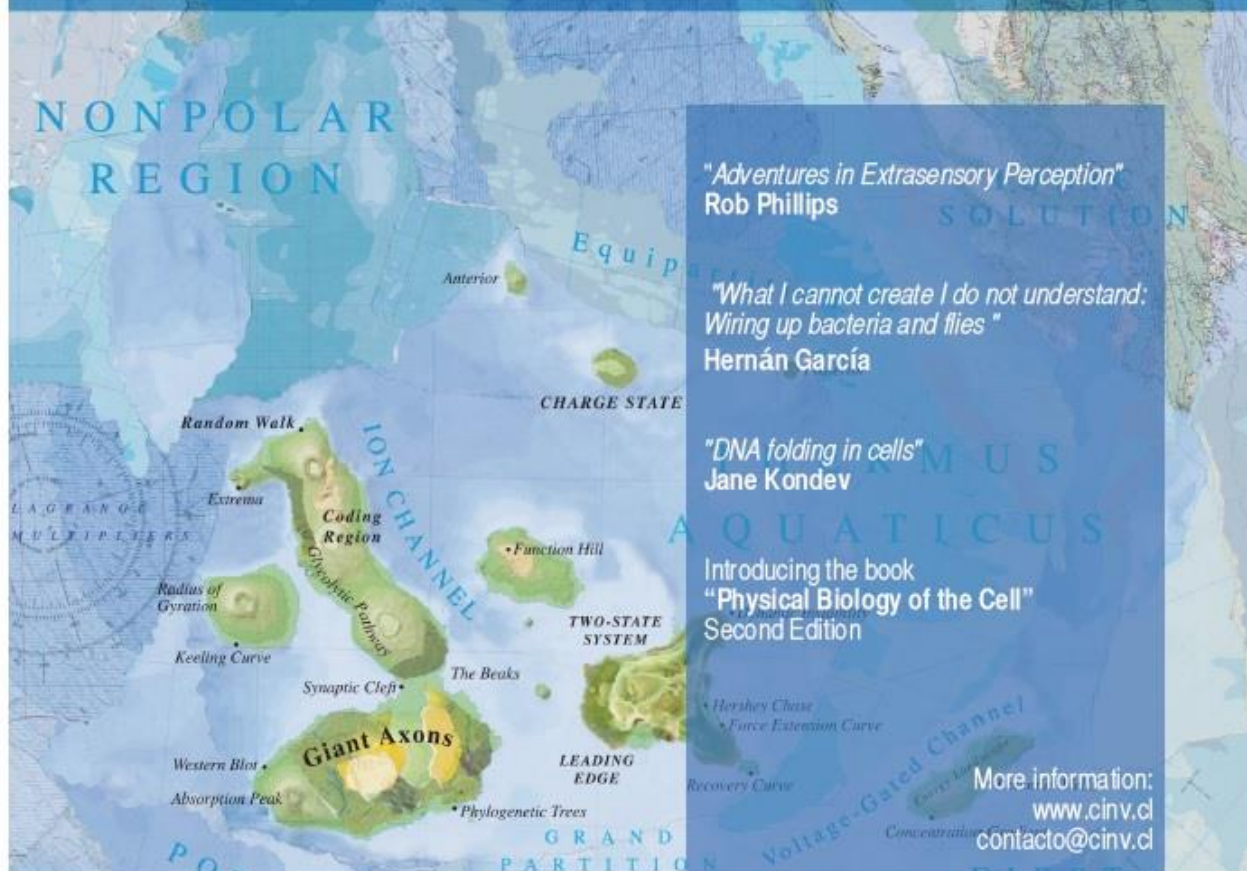 NONPOLAR
REGION
Anterior
Equip
CHARGE STATE
Random Walk
Extrema
ION CHANNEL
Coding
Region
Glycolytic Pathway
LAGRANGE
MULTIPLIERS
Function Hill
Radius of
Gyration
Keeling Curve
TWO-STATE
SYSTEM
Synaptic Cleft
The Beaks
Giant Axons
Western Blot
Absorption Peak
Phylogenetic Trees
LEADING
EDGE
GRAND
PARTITION
"Adventures in Extrasensory Perception"
Rob Phillips
SOLUTION
"What I cannot create I do not understand:
Wiring up bacteria and flies "
Hernán García
"DNA folding in cells"
Jane Kondev
RMUS
AQUATICUS
Introducing the book
“Physical Biology of the Cell”
Second Edition
Hershey Chase
Force Extension Curve
Recovery Curve
Voltage-Gated Channel
More information:
www.cinv.cl
contacto@cinv.cl